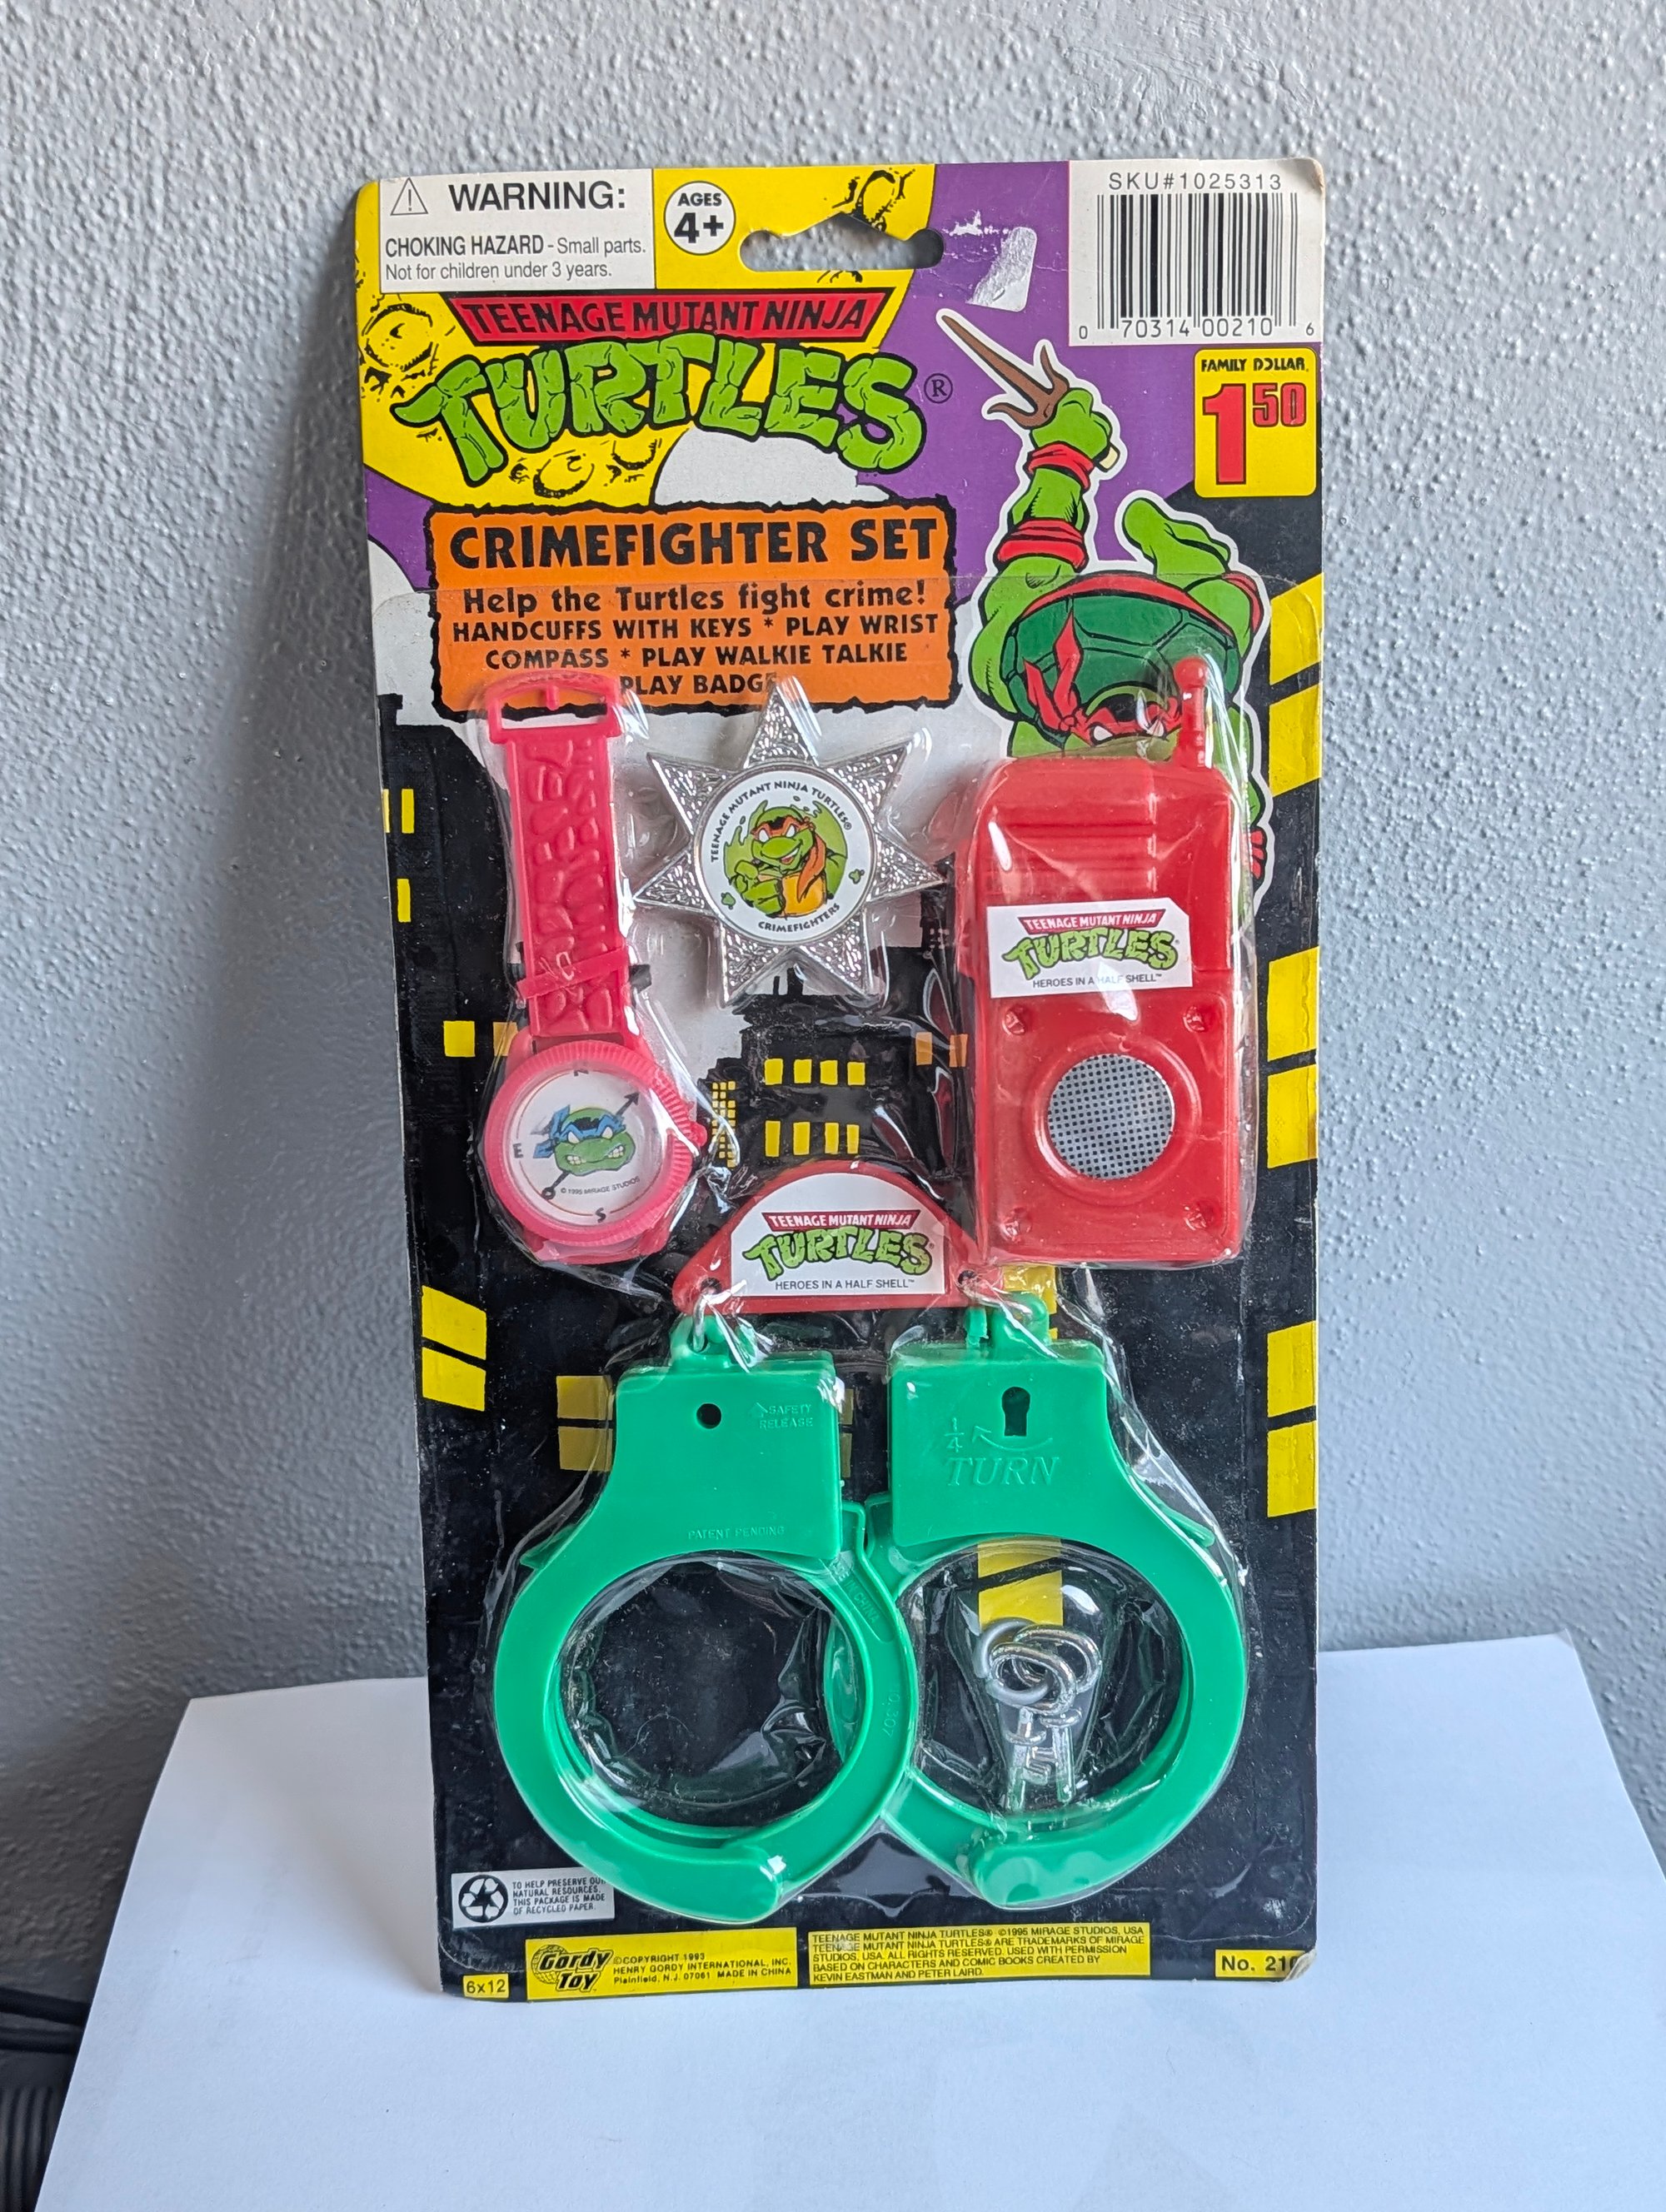 WARNING:
CHOKING HAZARD - Small parts.
Not for children under 3 years.
AGES
4+
SKU#1025313
0 70314 00210 6
FAMILY DOLLAR
1 50
TEENAGE MUTANT NINJA
TURTLES®
CRIMEFIGHTER SET
Help the Turtles fight crime!
HANDCUFFS WITH KEYS * PLAY WRIST
COMPASS * PLAY WALKIE TALKIE
PLAY BADGE
TEENAGE MUTANT NINJA TURTLES®
CRIMEFIGHTERS
TEENAGE MUTANT NINJA
TURTLES®
HEROES IN A HALF SHELL™
E
S
© 1995 MIRAGE STUDIOS
TEENAGE MUTANT NINJA
TURTLES®
HEROES IN A HALF SHELL™
SAFETY
RELEASE
PATENT PENDING
1/4
TURN
CHINA
TO HELP PRESERVE OUR
NATURAL RESOURCES,
THIS PACKAGE IS MADE
OF RECYCLED PAPER.
6x12
Gordy
Toy
©COPYRIGHT 1993
HENRY GORDY INTERNATIONAL, INC.
Plainfield, N.J. 07061 MADE IN CHINA
TEENAGE MUTANT NINJA TURTLES® ©1995 MIRAGE STUDIOS, USA
TEENAGE MUTANT NINJA TURTLES® ARE TRADEMARKS OF MIRAGE
STUDIOS, USA. ALL RIGHTS RESERVED. USED WITH PERMISSION
BASED ON CHARACTERS AND COMIC BOOKS CREATED BY
KEVIN EASTMAN AND PETER LAIRD.
No. 210